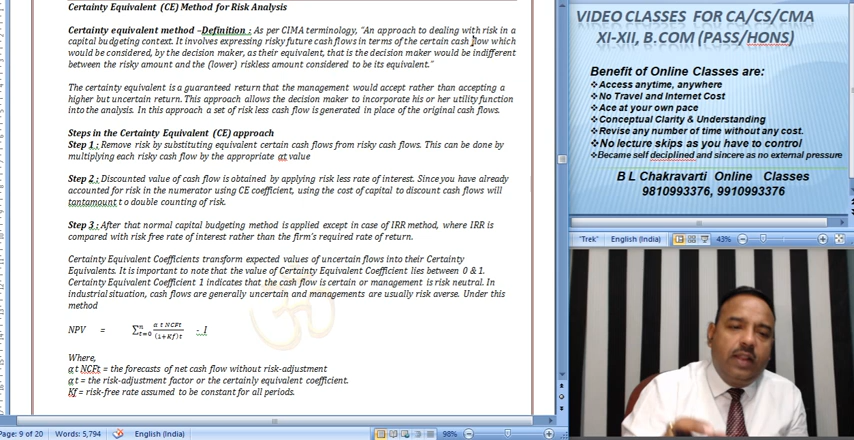 Certainty Equivalent (CE) Method for Risk Analysis
Certainty equivalent method –Definition : As per CIMA terminology, "An approach to dealing with risk in a
capital budgeting context. It involves expressing risky future cash flows in terms of the certain cash flow which
would be considered, by the decision maker, as their equivalent, that is the decision maker would be indifferent
between the risky amount and the (lower) riskless amount considered to be its equivalent."
The certainty equivalent is a guaranteed return that the management would accept rather than accepting a
higher but uncertain return. This approach allows the decision maker to incorporate his or her utility function
into the analysis. In this approach a set of risk less cash flow is generated in place of the original cash flows.
Steps in the Certainty Equivalent (CE) approach
Step 1 : Remove risk by substituting equivalent certain cash flows from risky cash flows. This can be done by
multiplying each risky cash flow by the appropriate αt value
Step 2 : Discounted value of cash flow is obtained by applying risk less rate of interest. Since you have already
accounted for risk in the numerator using CE coefficient, using the cost of capital to discount cash flows will
tantamount t o double counting of risk.
Step 3 : After that normal capital budgeting method is applied except in case of IRR method, where IRR is
compared with risk free rate of interest rather than the firm's required rate of return.
Certainty Equivalent Coefficients transform expected values of uncertain flows into their Certainty
Equivalents. It is important to note that the value of Certainty Equivalent Coefficient lies between 0 & 1.
Certainty Equivalent Coefficient 1 indicates that the cash flow is certain or management is risk neutral. In
industrial situation, cash flows are generally uncertain and managements are usually risk averse. Under this
method
NPV = ∑ⁿt=0 α t NCFt / (1+Kf)t - I
Where,
αt NCFt = the forecasts of net cash flow without risk-adjustment
αt = the risk-adjustment factor or the certainly equivalent coefficient.
Kf = risk-free rate assumed to be constant for all periods.
Page: 9 of 20 Words: 5,794 English (India) 98%
VIDEO CLASSES FOR CA/CS/CMA
XI-XII, B.COM (PASS/HONS)
Benefit of Online Classes are:
❖Access anytime, anywhere
❖No Travel and Internet Cost
❖Ace at your own pace
❖Conceptual Clarity & Understanding
❖Revise any number of time without any cost.
❖No lecture skips as you have to control
❖Became self deciplined and sincere as no external pressure
B L Chakravarti Online Classes
9810993376, 9910993376
"Trek" English (India) 43%